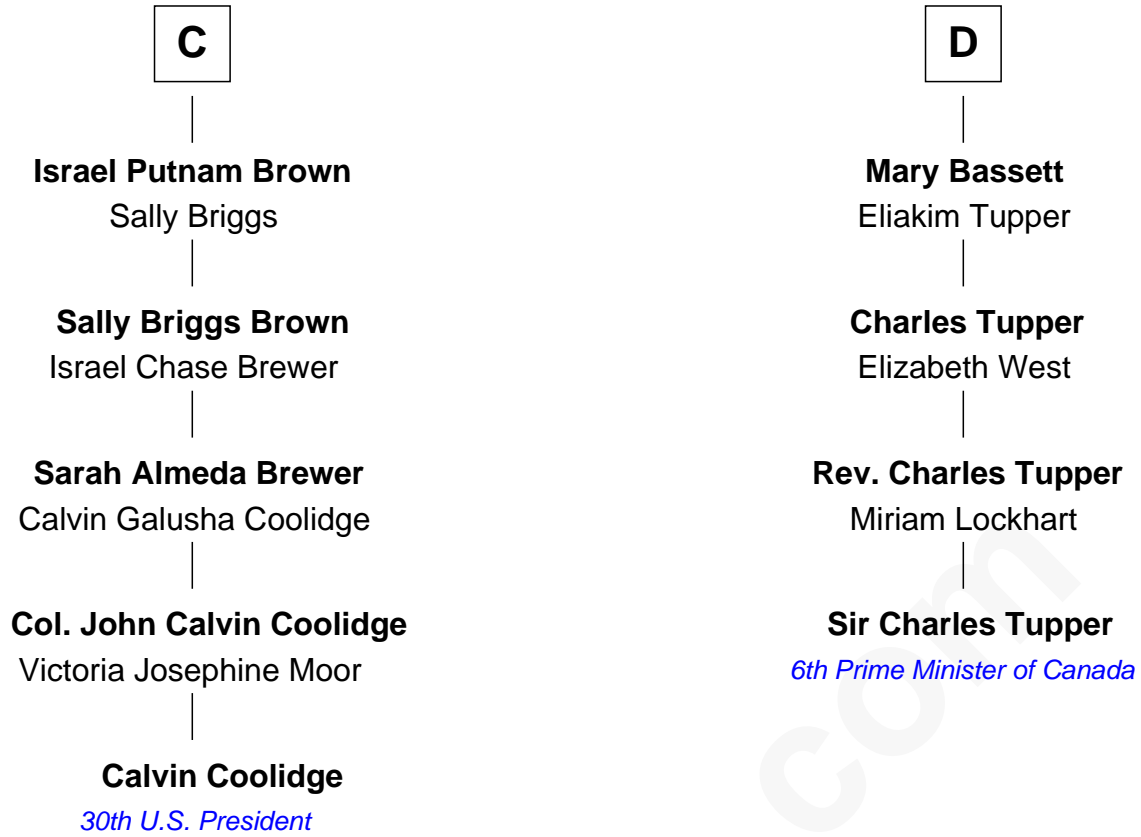 C
Israel Putnam Brown
Sally Briggs
Sally Briggs Brown
Israel Chase Brewer
Sarah Almeda Brewer
Calvin Galusha Coolidge
Col. John Calvin Coolidge
Victoria Josephine Moor
Calvin Coolidge
30th U.S. President
D
Mary Bassett
Eliakim Tupper
Charles Tupper
Elizabeth West
Rev. Charles Tupper
Miriam Lockhart
Sir Charles Tupper
6th Prime Minister of Canada
com